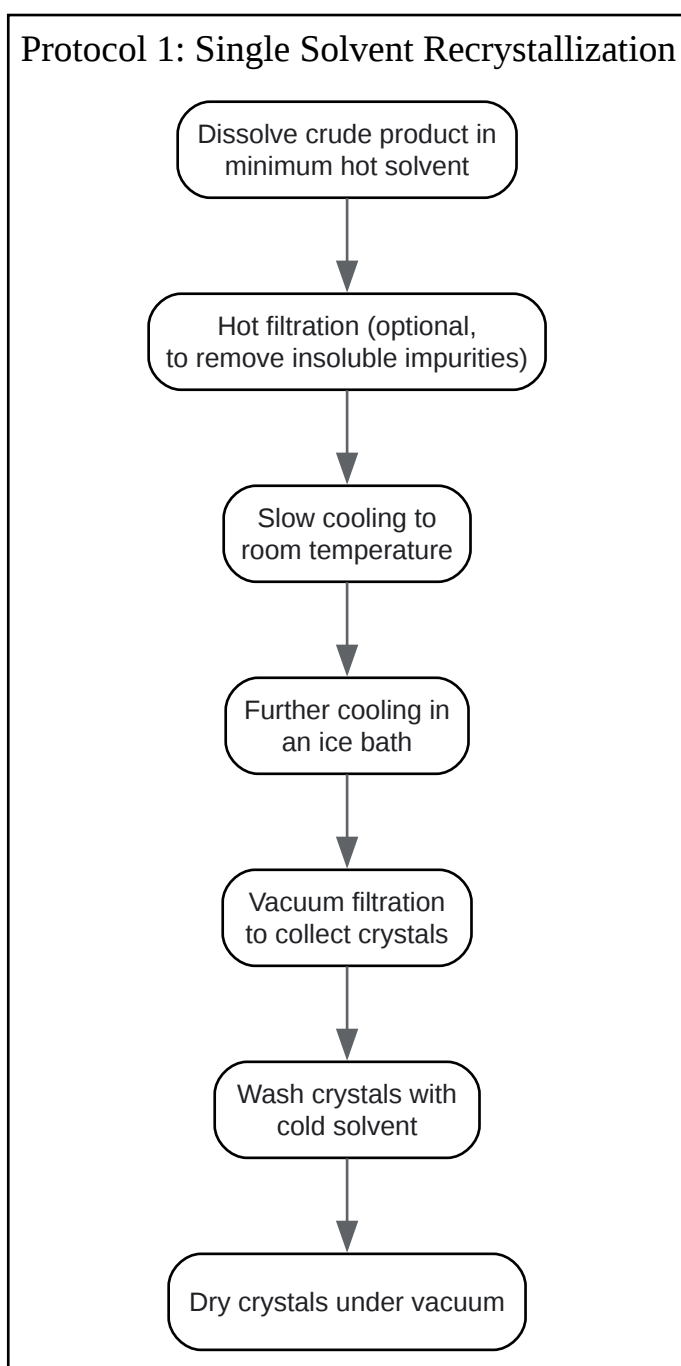 Protocol 1: Single Solvent Recrystallization
Dissolve crude product in
minimum hot solvent
Hot filtration (optional,
to remove insoluble impurities)
Slow cooling to
room temperature
Further cooling in
an ice bath
Vacuum filtration
to collect crystals
Wash crystals with
cold solvent
Dry crystals under vacuum